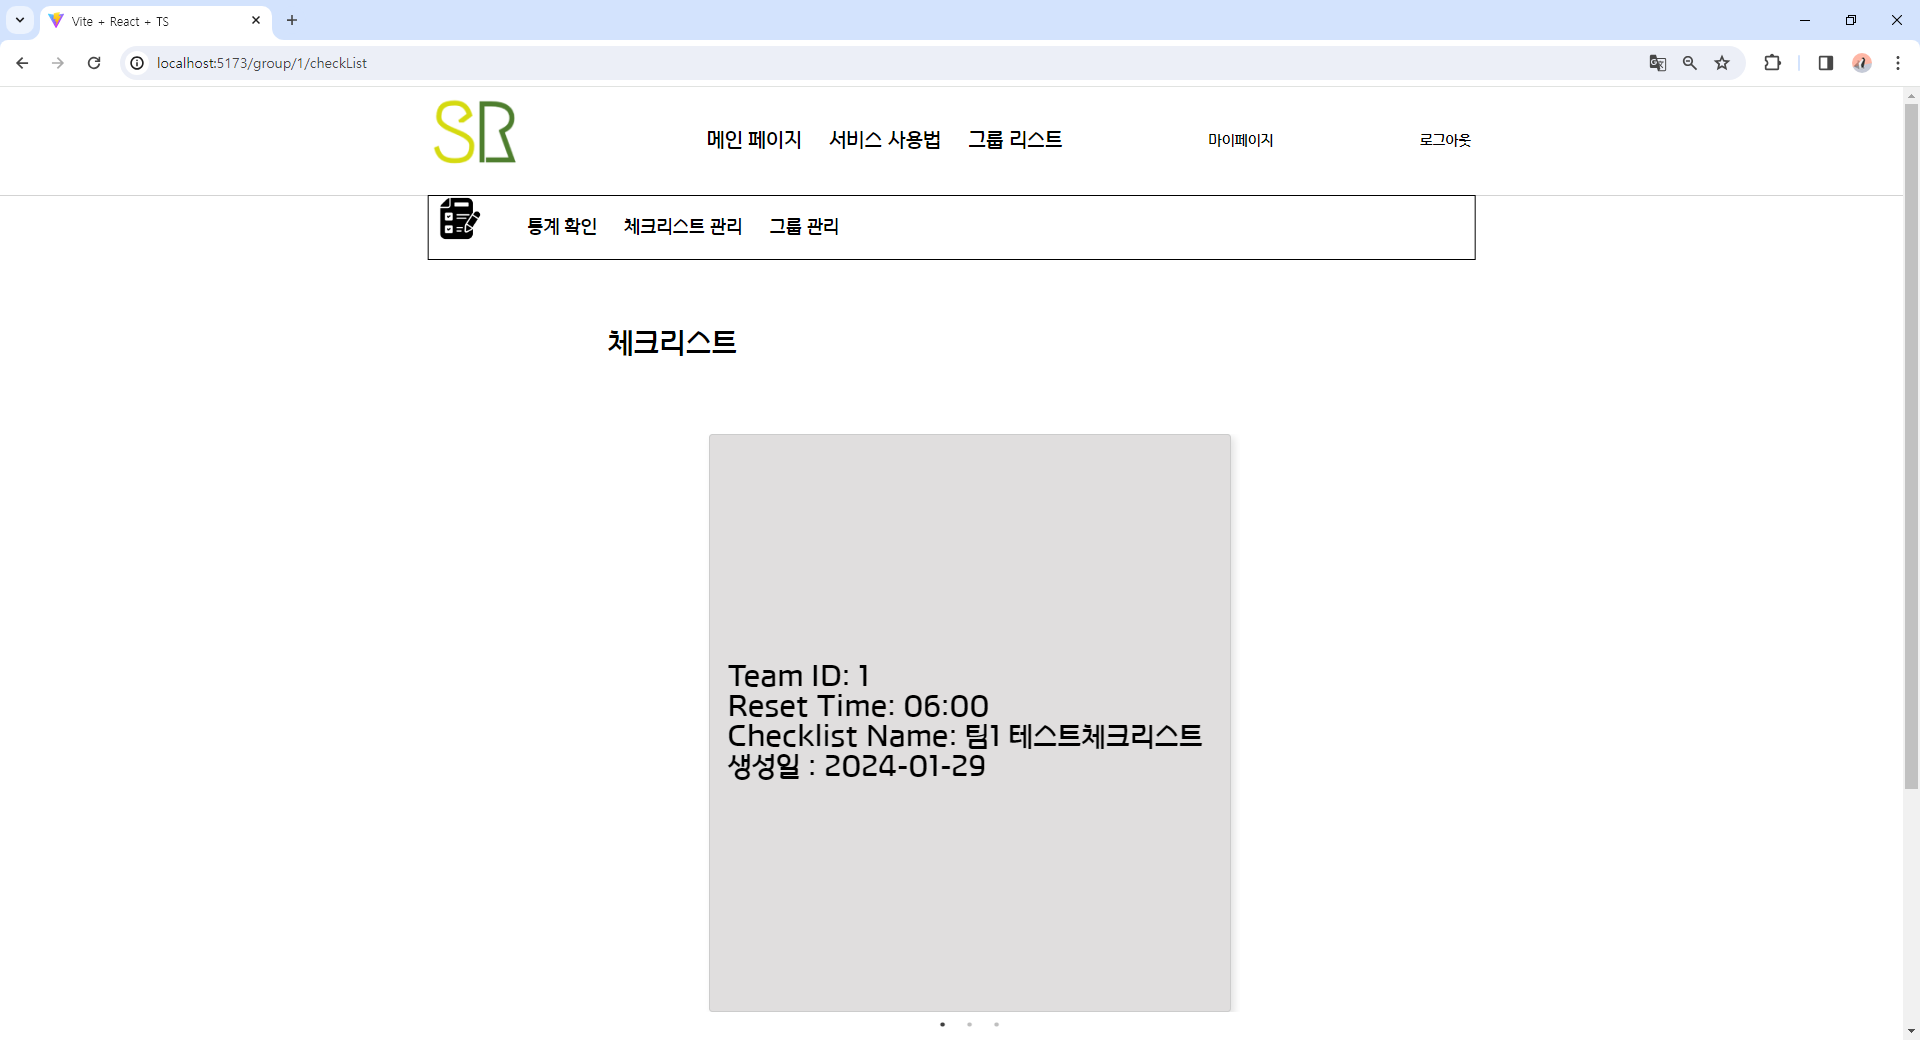 Vite + React + TS
localhost:5173/group/1/checkList
SR
메인 페이지 서비스 사용법 그룹 리스트 마이페이지 로그아웃
통계 확인 체크리스트 관리 그룹 관리
체크리스트
Team ID: 1
Reset Time: 06:00
Checklist Name: 팀1 테스트체크리스트
생성일 : 2024-01-29